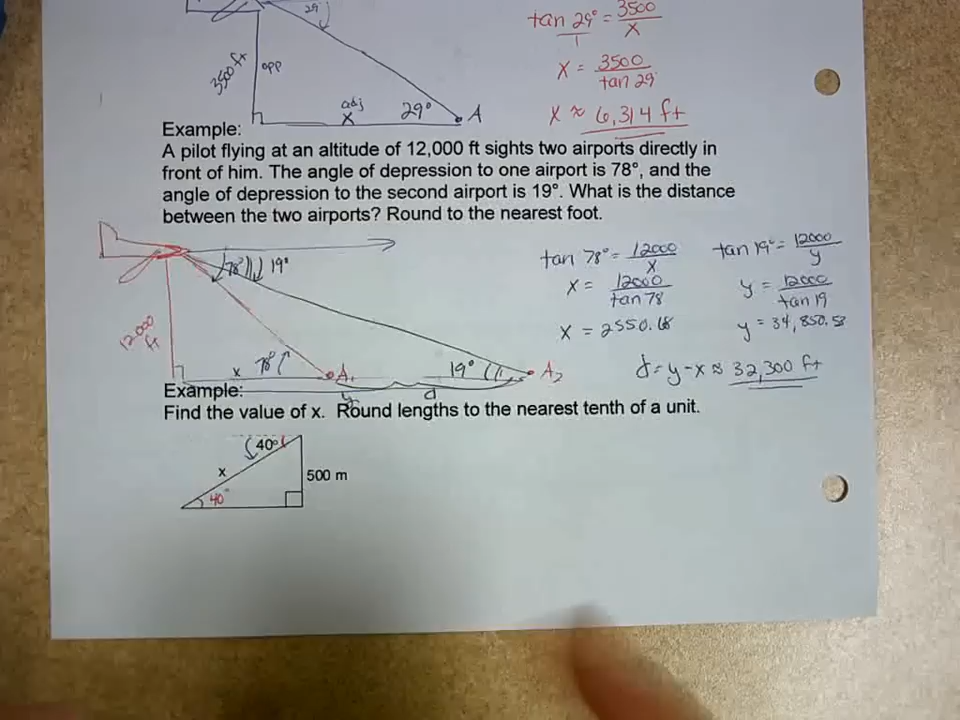 29
3500 ft
opp
adj
x
29°
A
tan 29° = 3500/x
1
x = 3500/tan 29
x ≈ 6,314 ft
Example:
A pilot flying at an altitude of 12,000 ft sights two airports directly in
front of him. The angle of depression to one airport is 78°, and the
angle of depression to the second airport is 19°. What is the distance
between the two airports? Round to the nearest foot.
78° 19°
12000 ft
x
78°
A1
19°
A2
y
d
tan 78° = 12000/x
x = 12000/tan 78
x = 2550.68
tan 19° = 12000/y
y = 12000/tan 19
y = 34,850.53
d = y - x ≈ 32,300 ft
Example:
Find the value of x. Round lengths to the nearest tenth of a unit.
40°
x
500 m
40°